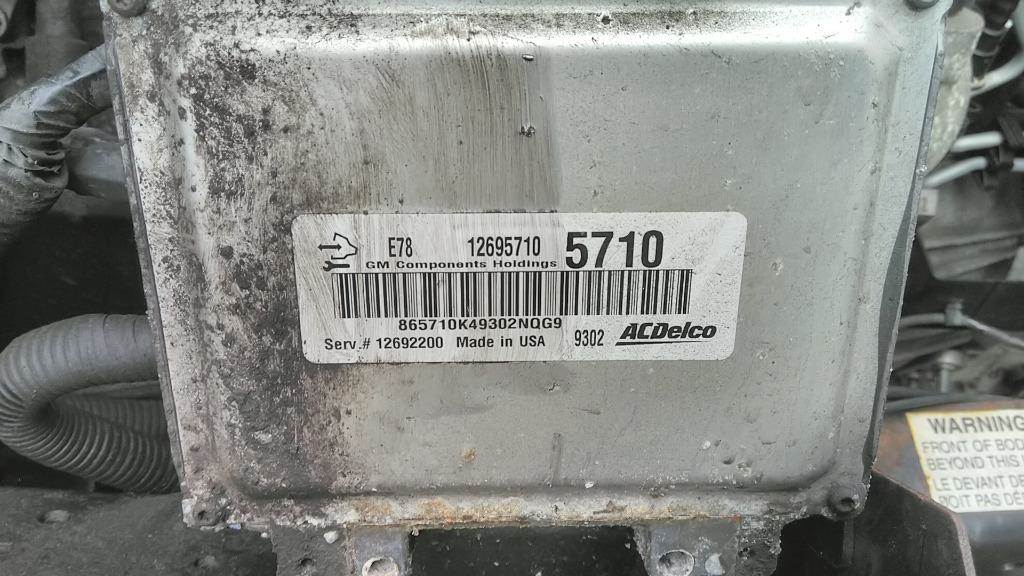 E78 12695710 5710
GM Components Holdings
865710K49302NQG9
Serv.# 12692200 Made in USA 9302 ACDelco
WARNING
FRONT OF BOD
BEYOND THIS
LE DEVANT DE